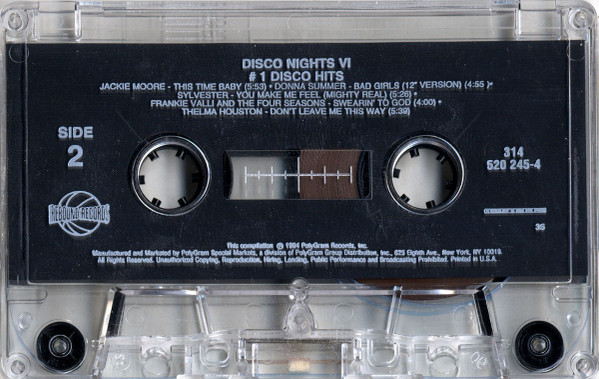 DISCO NIGHTS VI
# 1 DISCO HITS
JACKIE MOORE - THIS TIME BABY (5:53) • DONNA SUMMER - BAD GIRLS (12" VERSION) (4:55 )*
SYLVESTER - YOU MAKE ME FEEL (MIGHTY REAL) (5:26) •
FRANKIE VALLI AND THE FOUR SEASONS - SWEARIN' TO GOD (4:00) •
THELMA HOUSTON - DON'T LEAVE ME THIS WAY (5:39)
SIDE
2
314
520 245-4
REBOUND RECORDS
3S
This compilation ℗ 1994 PolyGram Records, Inc.
Manufactured and Marketed by PolyGram Special Markets, a division of PolyGram Group Distribution, Inc., 825 Eighth Ave., New York, NY 10019.
All Rights Reserved. Unauthorized Copying, Reproduction, Hiring, Lending, Public Performance and Broadcasting Prohibited. Printed in U.S.A.